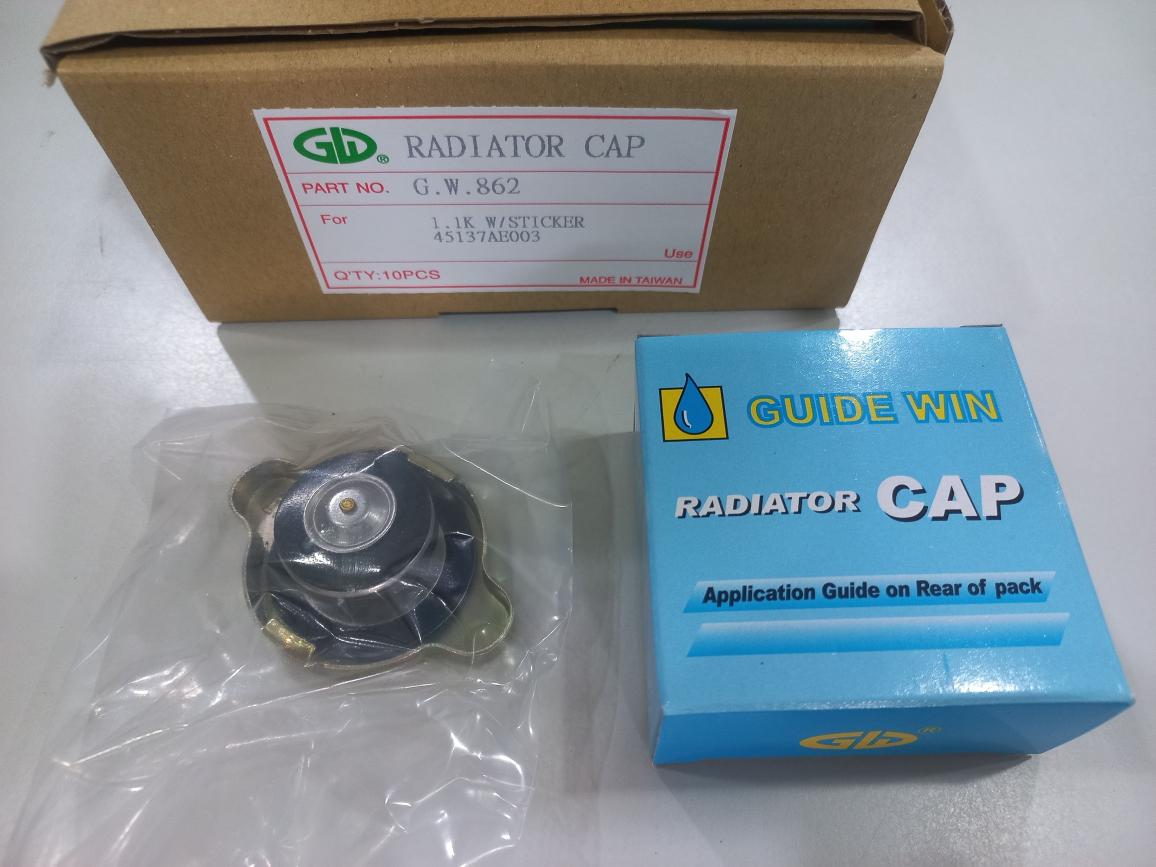 GW® RADIATOR CAP
PART NO. G.W.862
For 1.1K W/STICKER
45137AE003
Use
Q'TY:10PCS MADE IN TAIWAN
GUIDE WIN
RADIATOR CAP
Application Guide on Rear of pack
GW®